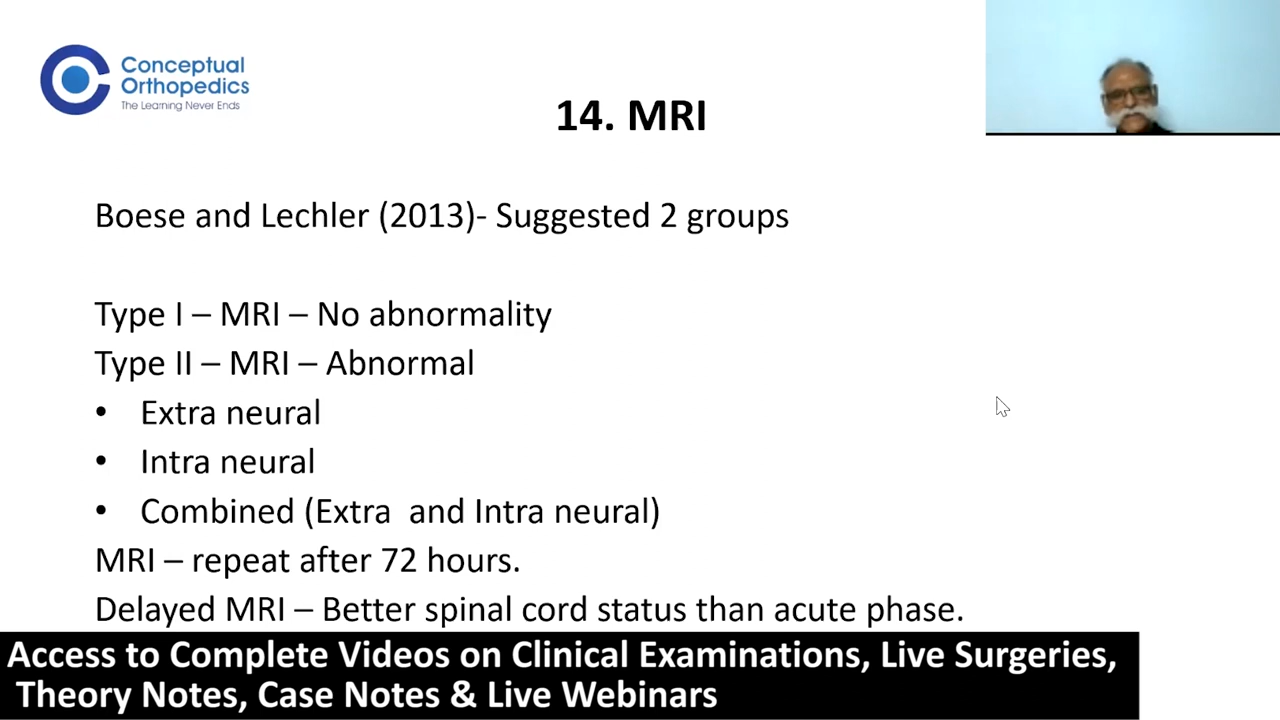 Conceptual
Orthopedics
The Learning Never Ends
14. MRI
Boese and Lechler (2013)- Suggested 2 groups
Type I – MRI – No abnormality
Type II – MRI – Abnormal
• Extra neural
• Intra neural
• Combined (Extra and Intra neural)
MRI – repeat after 72 hours.
Delayed MRI – Better spinal cord status than acute phase.
Access to Complete Videos on Clinical Examinations, Live Surgeries,
Theory Notes, Case Notes & Live Webinars